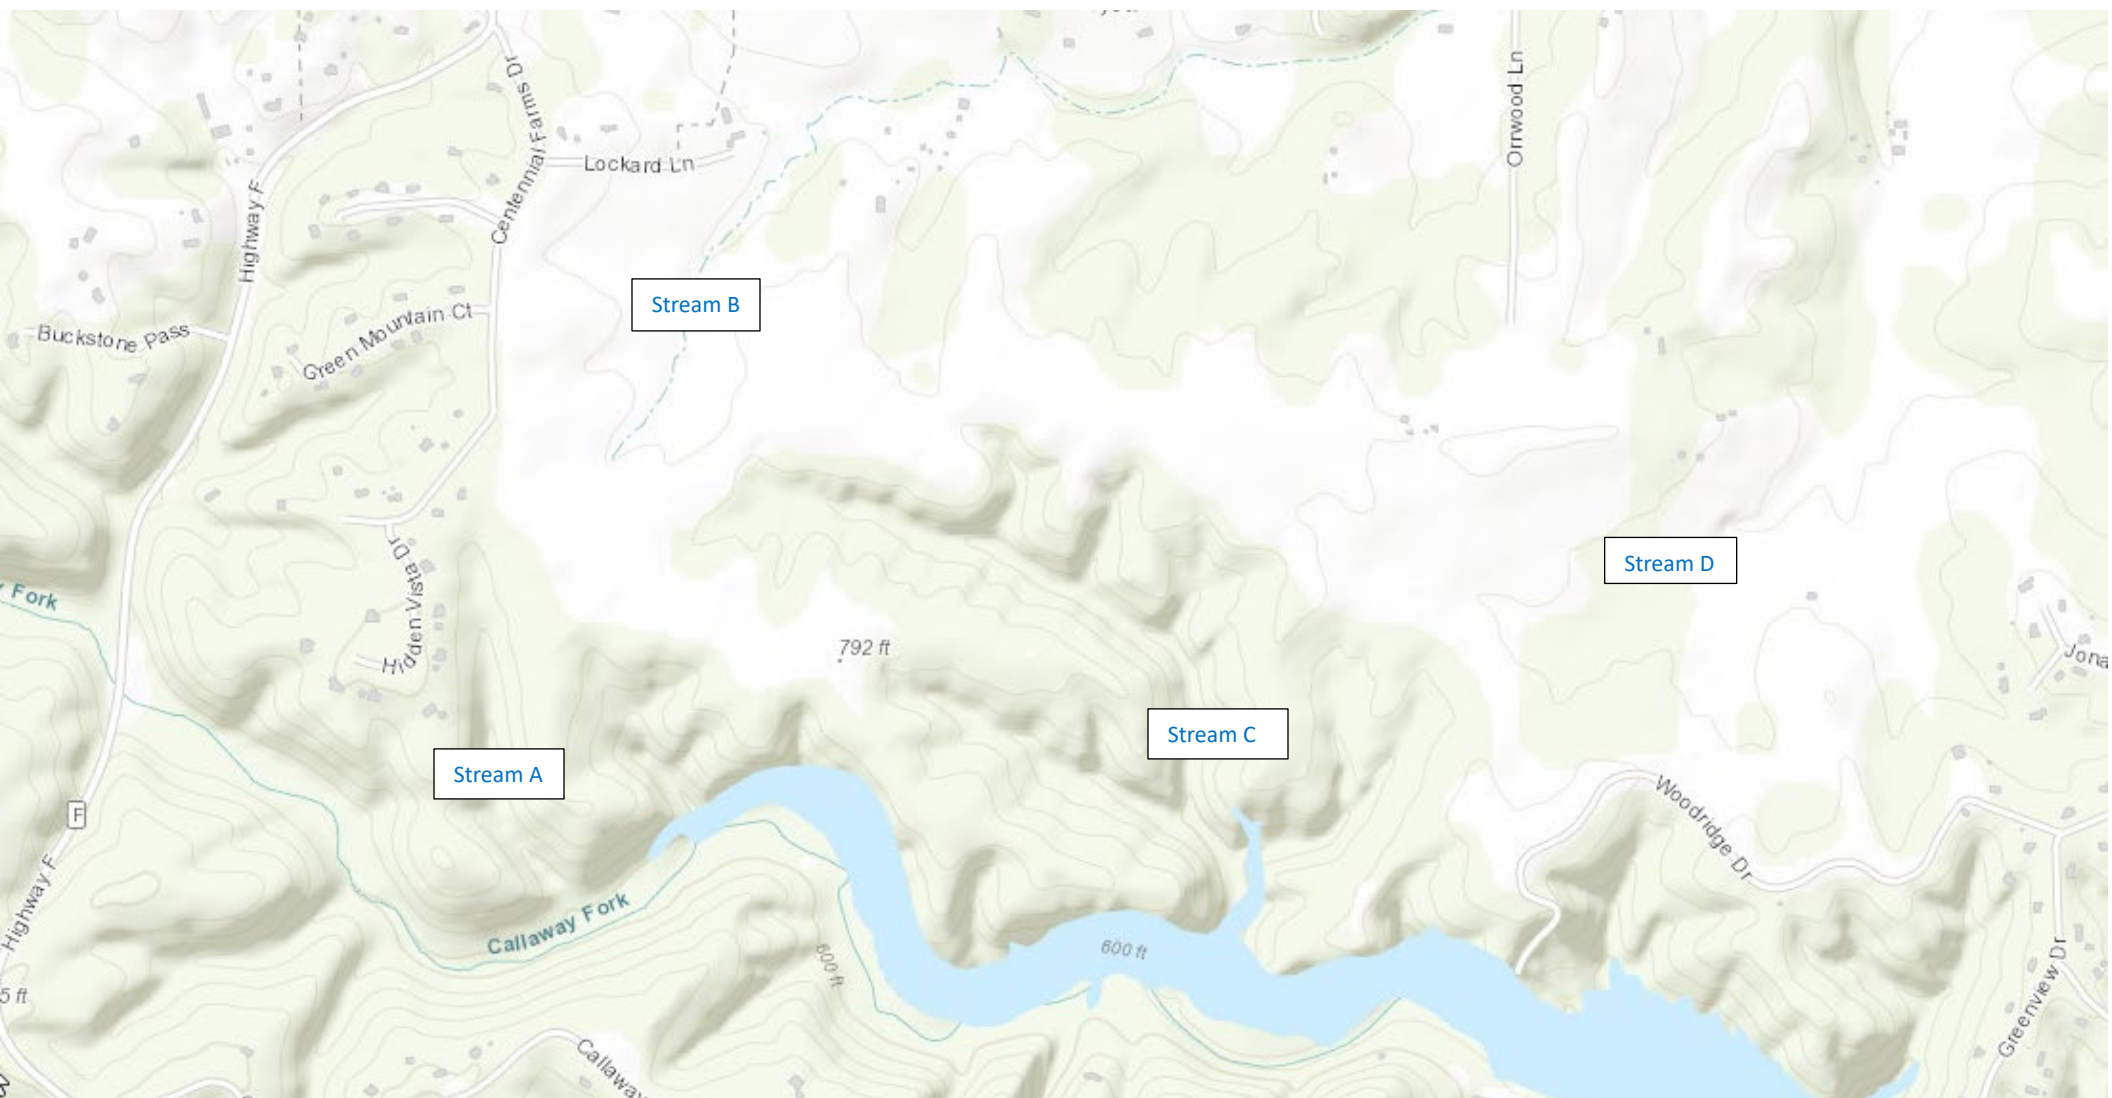 Centennial Farms Dr
Orrwood Ln
Lockard Ln
Highway F
Stream B
Buckstone Pass
Green Mountain Ct
Stream D
Hidden Vista Dr
Fork
792 ft
Jona
Stream C
Stream A
Woodridge Dr
F
Highway F
Callaway Fork
600 ft
600 ft
5 ft
Greenview Dr
Callaway